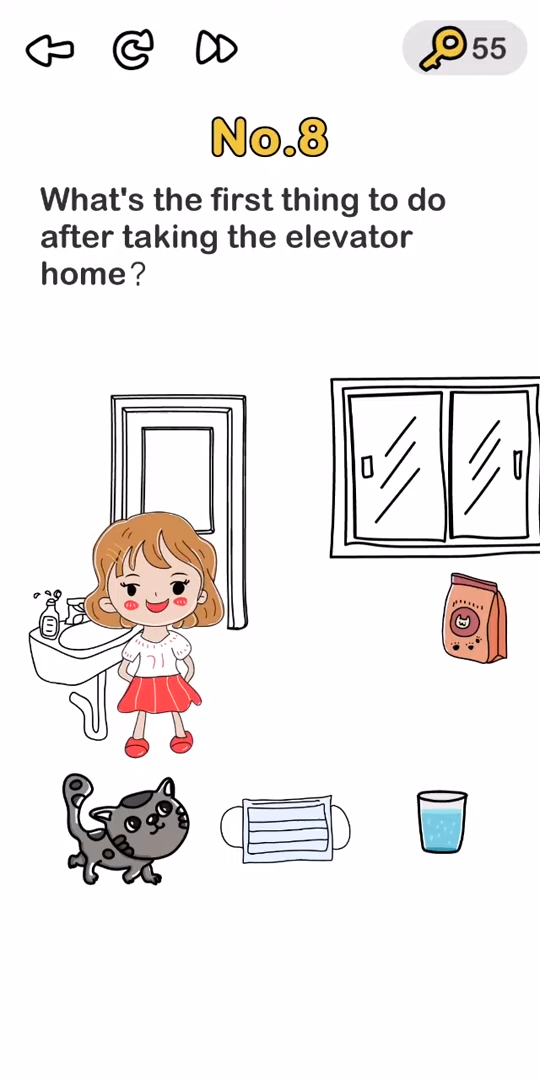 55
No.8
What's the first thing to do
after taking the elevator
home?